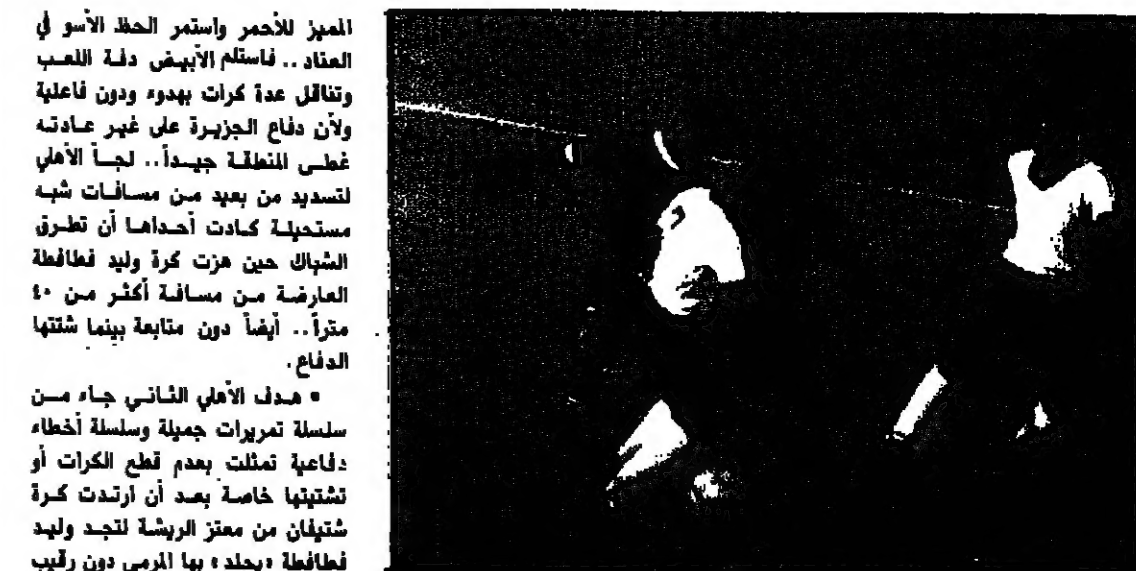 المميز للأحمر واستمر الحظ الأسو في
العناد .. فاستلم الأبيض دفة اللعب
وتناقل عدة كرات بهدوء ودون فاعلية
ولأن دفاع الجزيرة على غير عادته
غطى المنطقة جيداً .. لجأ الأهلي
لتسديد من بعيد من مسافات شبه
مستحيلة كادت أحداها أن تطرق
الشباك حين هزت كرة وليد فطافطة
العارضة من مسافة أكثر من ٤٠
متراً .. أيضاً دون متابعة بينما شتتها
الدفاع .
▪ هدف الأهلي الثاني جاء من
سلسلة تمريرات جميلة وسلسلة أخطاء
دفاعية تمثلت بعدم قطع الكرات أو
تشتيتها خاصة بعد أن ارتدت كرة
شتيفان من معتز الريشة لتجد وليد
فطافطة «يجلد» بها المرمى دون رقيب